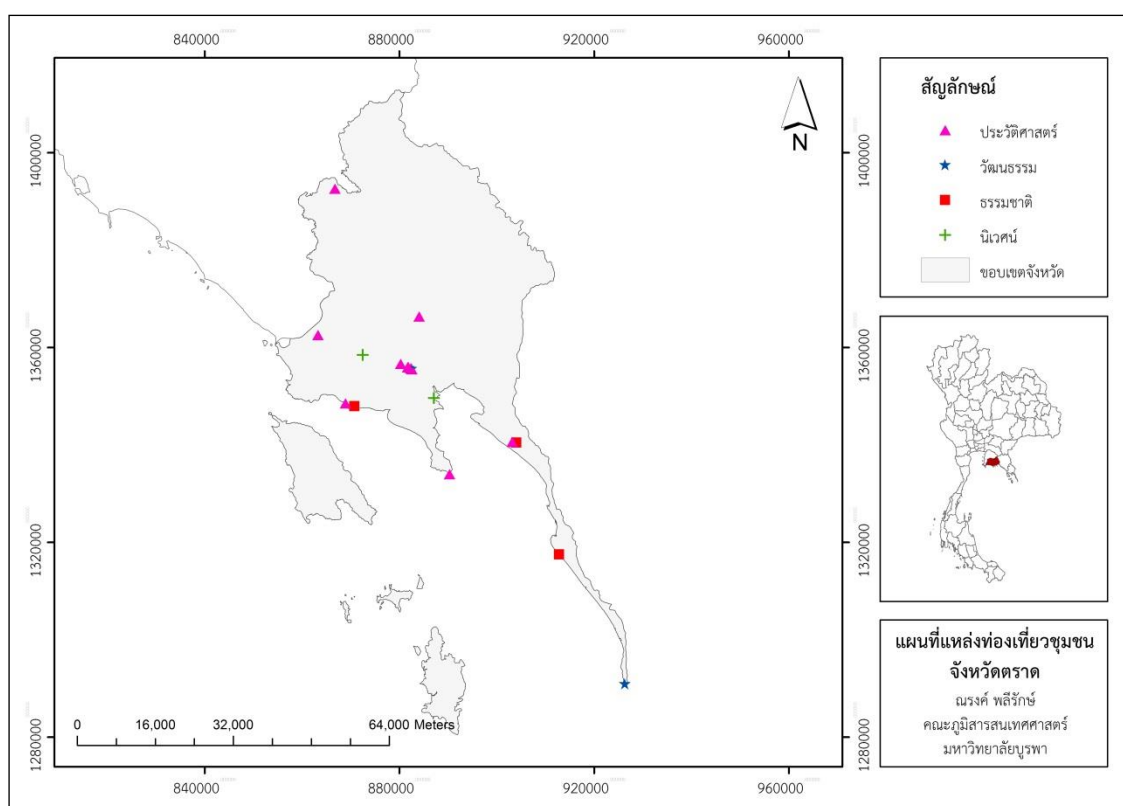 840000
880000
920000
960000
1400000
1360000
1320000
1280000
N
0
16,000
32,000
64,000 Meters
1400000
1360000
1320000
1280000
840000
880000
920000
960000
สัญลักษณ์
ประวัติศาสตร์
วัฒนธรรม
ธรรมชาติ
นิเวศน์
ขอบเขตจังหวัด
แผนที่แหล่งท่องเที่ยวชุมชน
จังหวัดตราด
ณรงค์ พลีรักษ์
คณะภูมิสารสนเทศศาสตร์
มหาวิทยาลัยบูรพา